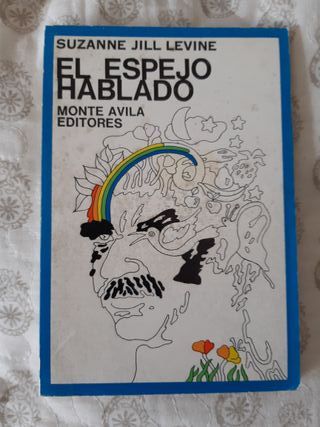 SUZANNE JILL LEVINE
EL ESPEJO
HABLADO
MONTE AVILA
EDITORES